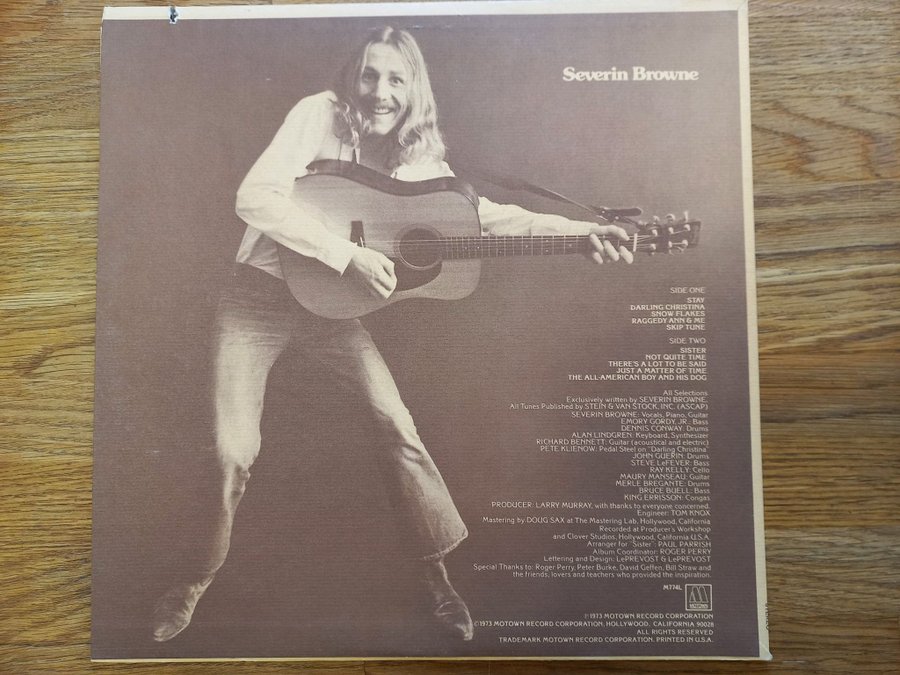 Severin Browne
SIDE ONE
STAY
DARLING CHRISTINA
SNOW FLAKES
RAGGEDY ANN & ME
SKIP TUNE
SIDE TWO
SISTER
NOT QUITE TIME
THERE'S A LOT TO BE SAID
JUST A MATTER OF TIME
THE ALL-AMERICAN BOY AND HIS DOG
All Selections
Exclusively written by SEVERIN BROWNE.
All Tunes Published by STEIN & VAN STOCK, INC. (ASCAP)
SEVERIN BROWNE: Vocals, Piano, Guitar
EMORY GORDY, JR.: Bass
DENNIS CONWAY: Drums
ALAN LINDGREN: Keyboard, Synthesizer
RICHARD BENNETT: Guitar (acoustical and electric)
PETE KLIENOW: Pedal Steel on "Darling Christina"
JOHN GUERIN: Drums
STEVE LeFEVER: Bass
RAY KELLY: Cello
MAURY MANSEAU: Guitar
MERLE BREGANTE: Drums
BRUCE BUELL: Bass
KING ERRISSON: Congas
PRODUCER: LARRY MURRAY, with thanks to everyone concerned.
Engineer: TOM KNOX
Mastering by DOUG SAX at The Mastering Lab, Hollywood, California
Recorded at Producer's Workshop
and Clover Studios, Hollywood, California U.S.A.
Arranger for "Sister": PAUL PARRISH
Album Coordinator: ROGER PERRY
Lettering and Design: LePREVOST & LePREVOST
Special Thanks to: Roger Perry, Peter Burke, David Geffen, Bill Straw and
the friends, lovers and teachers who provided the inspiration.
M774L
M
MOTOWN
℗1973 MOTOWN RECORD CORPORATION
©1973 MOTOWN RECORD CORPORATION, HOLLYWOOD, CALIFORNIA 90028
ALL RIGHTS RESERVED
TRADEMARK MOTOWN RECORD CORPORATION. PRINTED IN U.S.A.